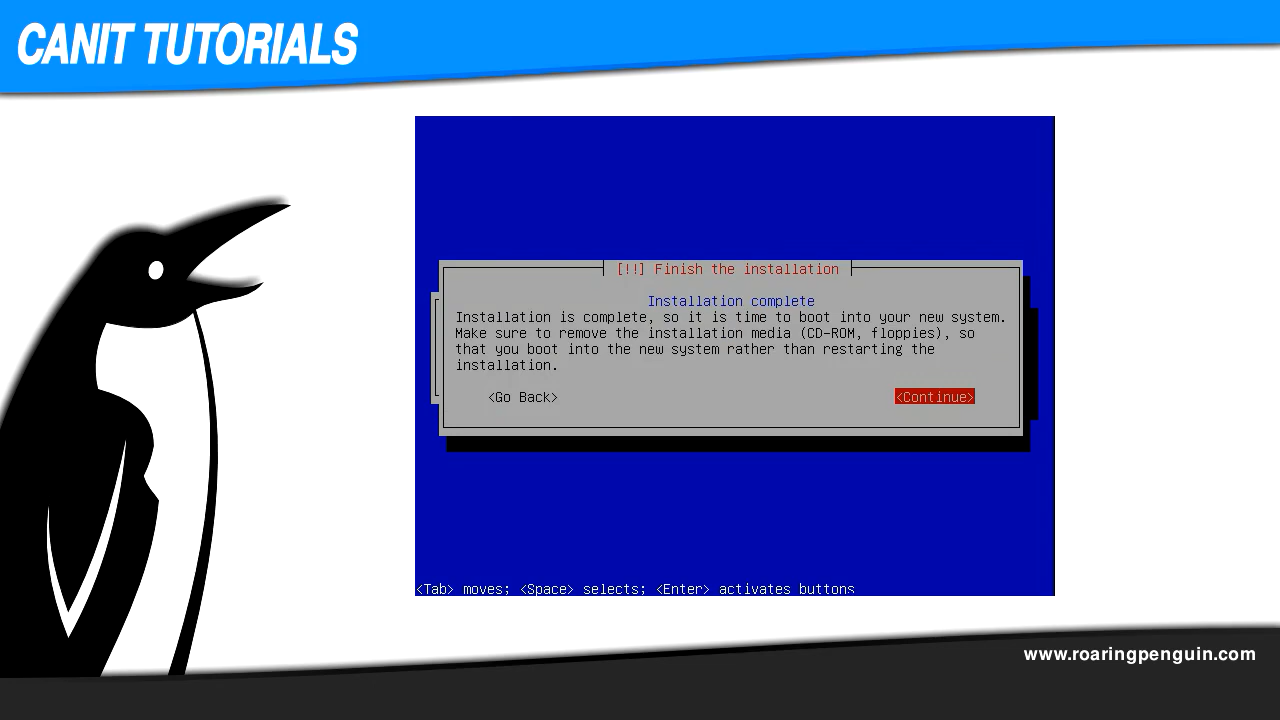 CANIT TUTORIALS
[!!] Finish the installation
Installation complete
Installation is complete, so it is time to boot into your new system.
Make sure to remove the installation media (CD-ROM, floppies), so
that you boot into the new system rather than restarting the
installation.
<Go Back> <Continue>
<Tab> moves; <Space> selects; <Enter> activates buttons
www.roaringpenguin.com